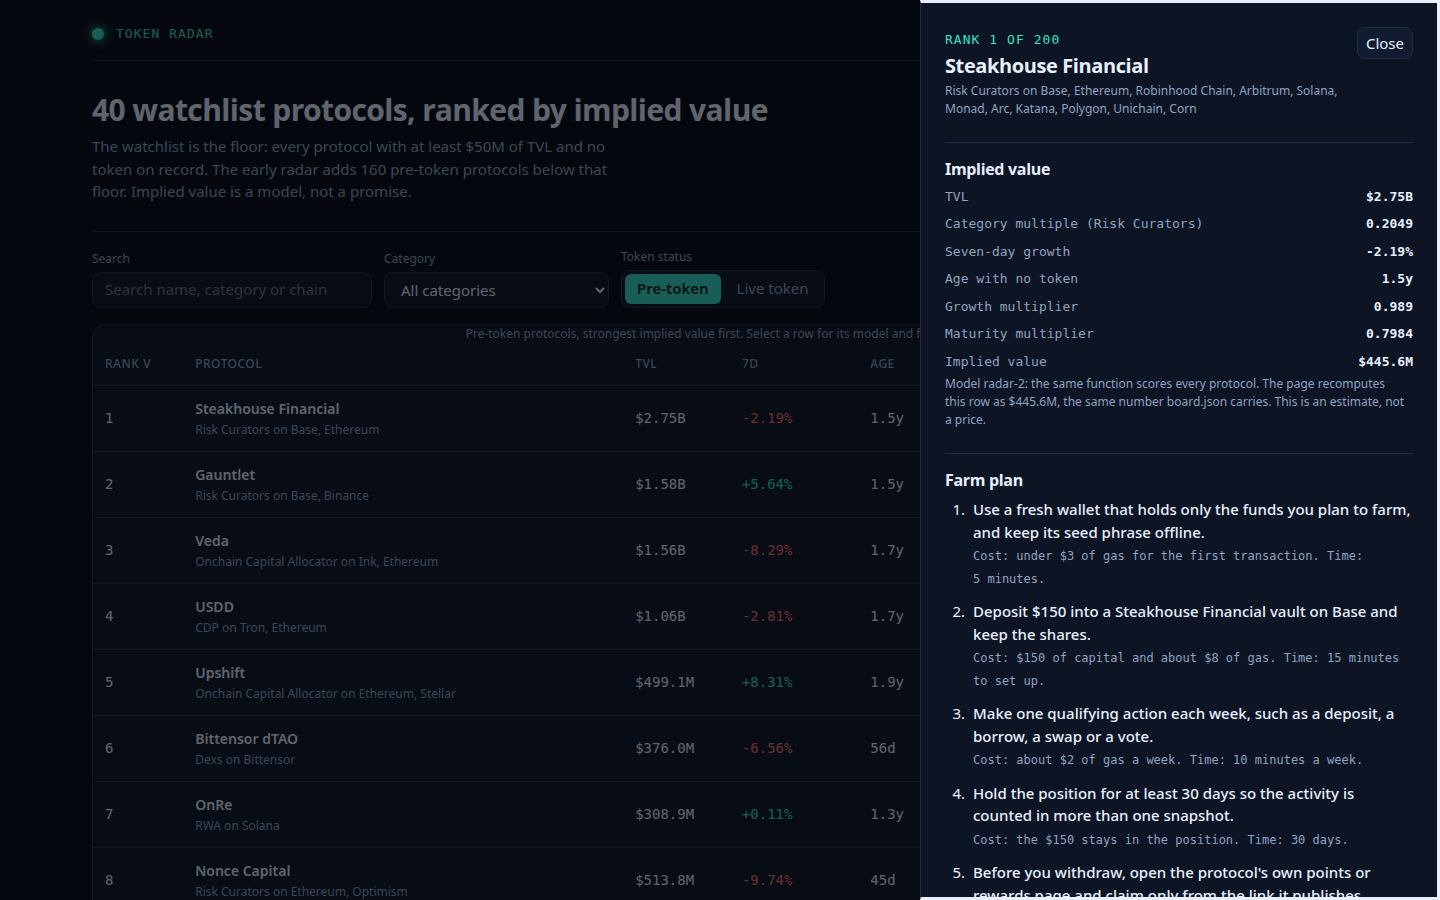 TOKEN RADAR
40 watchlist protocols, ranked by implied value
The watchlist is the floor: every protocol with at least $50M of TVL and no
token on record. The early radar adds 160 pre-token protocols below that
floor. Implied value is a model, not a promise.
Search
Category
Token status
Search name, category or chain
All categories
Pre-token
Live token
Pre-token protocols, strongest implied value first. Select a row for its model and f
RANK V
PROTOCOL
TVL
7D
AGE
1
Steakhouse Financial
Risk Curators on Base, Ethereum
$2.75B
-2.19%
1.5y
2
Gauntlet
Risk Curators on Base, Binance
$1.58B
+5.64%
1.5y
3
Veda
Onchain Capital Allocator on Ink, Ethereum
$1.56B
-8.29%
1.7y
4
USDD
CDP on Tron, Ethereum
$1.06B
-2.81%
1.7y
5
Upshift
Onchain Capital Allocator on Ethereum, Stellar
$499.1M
+8.31%
1.9y
6
Bittensor dTAO
Dexs on Bittensor
$376.0M
-6.56%
56d
7
OnRe
RWA on Solana
$308.9M
+0.11%
1.3y
8
Nonce Capital
Risk Curators on Ethereum, Optimism
$513.8M
-9.74%
45d
RANK 1 OF 200
Close
Steakhouse Financial
Risk Curators on Base, Ethereum, Robinhood Chain, Arbitrum, Solana,
Monad, Arc, Katana, Polygon, Unichain, Corn
Implied value
TVL $2.75B
Category multiple (Risk Curators) 0.2049
Seven-day growth -2.19%
Age with no token 1.5y
Growth multiplier 0.989
Maturity multiplier 0.7984
Implied value $445.6M
Model radar-2: the same function scores every protocol. The page recomputes
this row as $445.6M, the same number board.json carries. This is an estimate, not
a price.
Farm plan
1. Use a fresh wallet that holds only the funds you plan to farm,
and keep its seed phrase offline.
Cost: under $3 of gas for the first transaction. Time:
5 minutes.
2. Deposit $150 into a Steakhouse Financial vault on Base and
keep the shares.
Cost: $150 of capital and about $8 of gas. Time: 15 minutes
to set up.
3. Make one qualifying action each week, such as a deposit, a
borrow, a swap or a vote.
Cost: about $2 of gas a week. Time: 10 minutes a week.
4. Hold the position for at least 30 days so the activity is
counted in more than one snapshot.
Cost: the $150 stays in the position. Time: 30 days.
5. Before you withdraw, open the protocol's own points or
rewards page and claim only from the link it publishes.